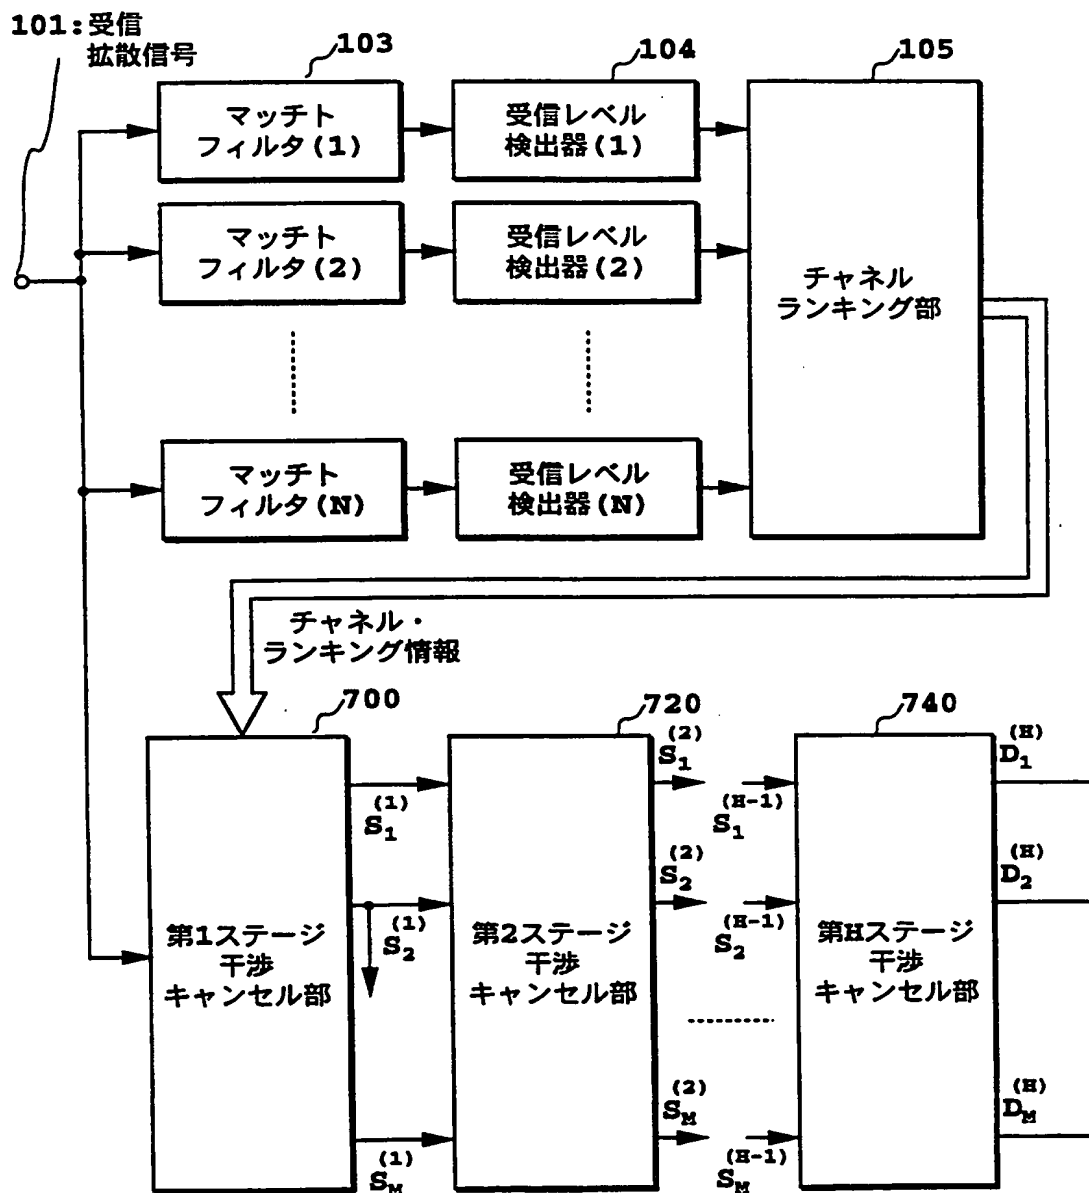 101:受信
拡散信号
103
104
105
マッチト
フィルタ(1)
受信レベル
検出器(1)
マッチト
フィルタ(2)
受信レベル
検出器(2)
チャネル
ランキング部
マッチト
フィルタ(N)
受信レベル
検出器(N)
チャネル・
ランキング情報
700
720
740
第1ステージ
干渉
キャンセル部
第2ステージ
干渉
キャンセル部
第Hステージ
干渉
キャンセル部
S1(1)
S2(1)
SM(1)
S1(2)
S2(2)
SM(2)
S1(H-1)
S2(H-1)
SM(H-1)
D1(H)
D2(H)
DM(H)